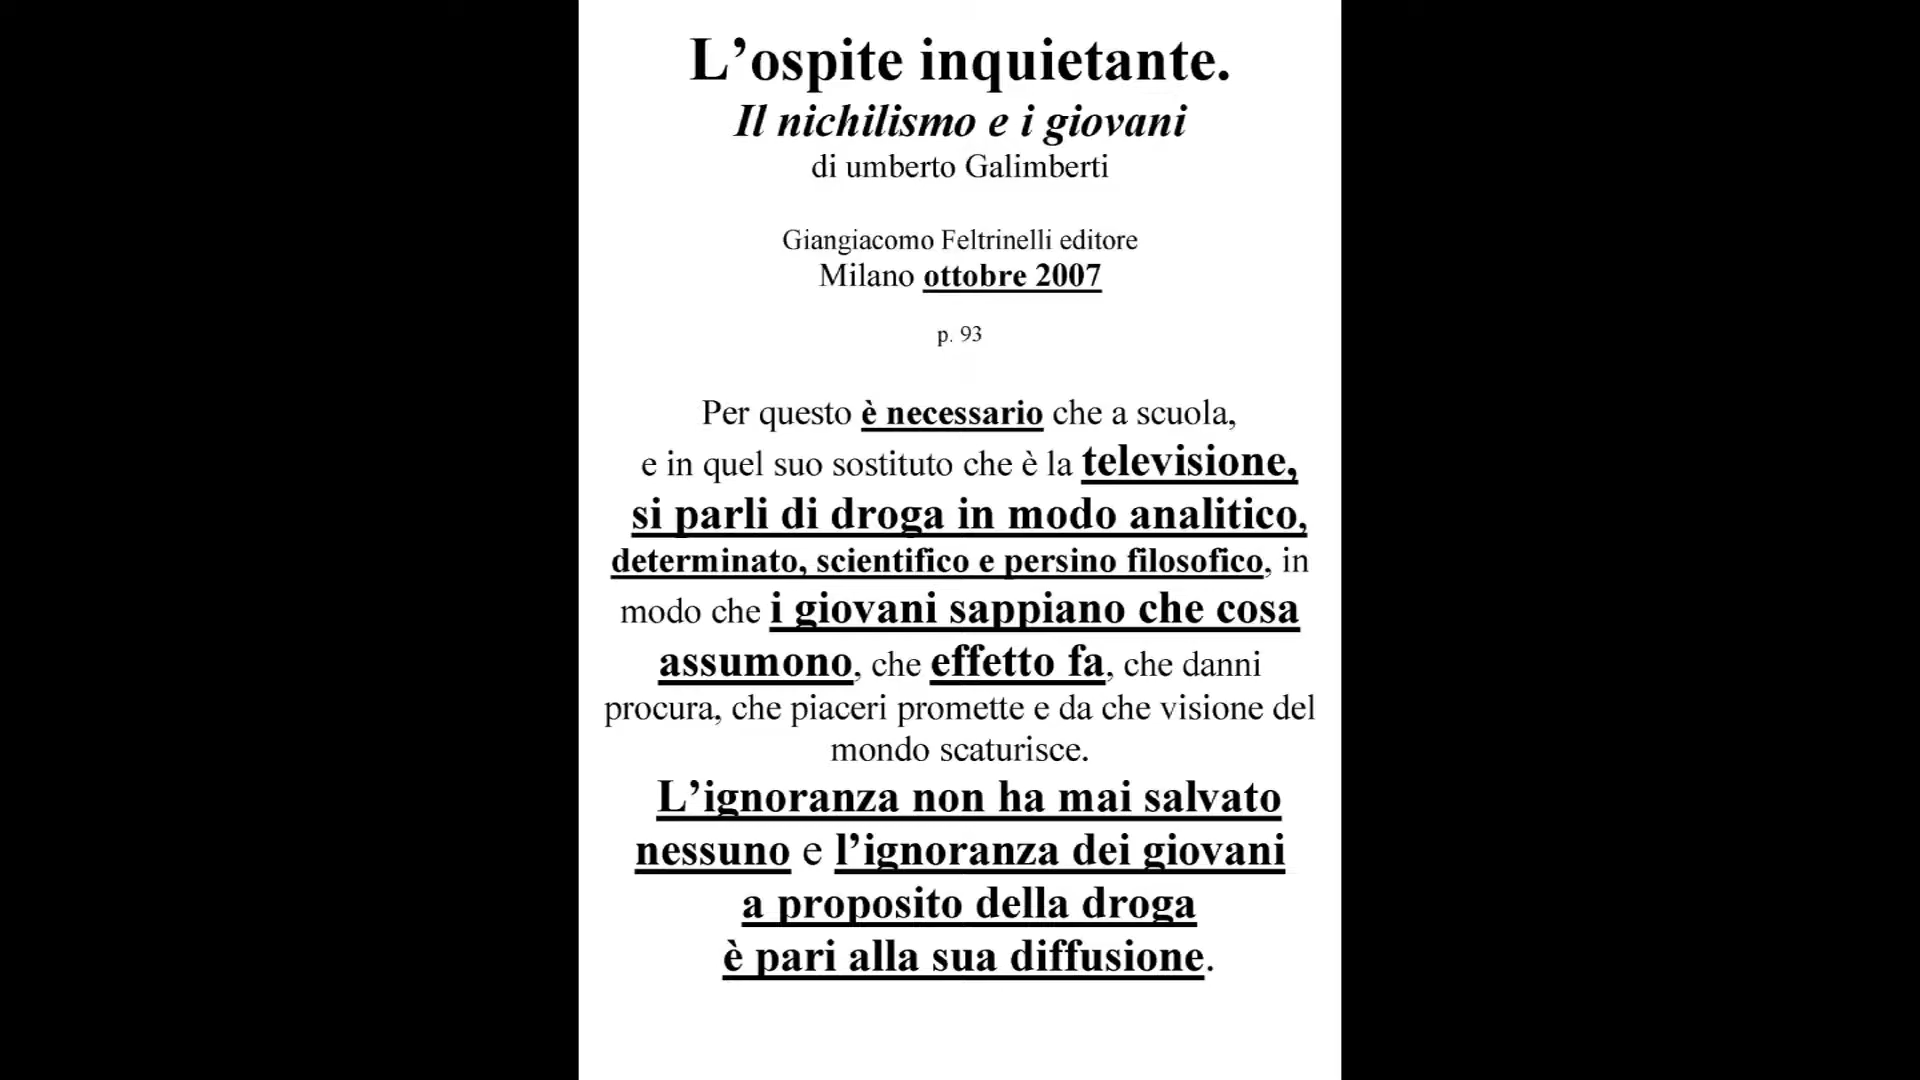 L’ospite inquietante.
Il nichilismo e i giovani
di umberto Galimberti
Giangiacomo Feltrinelli editore
Milano ottobre 2007
p. 93
Per questo è necessario che a scuola,
e in quel suo sostituto che è la televisione,
si parli di droga in modo analitico,
determinato, scientifico e persino filosofico, in
modo che i giovani sappiano che cosa
assumono, che effetto fa, che danni
procura, che piaceri promette e da che visione del
mondo scaturisce.
L’ignoranza non ha mai salvato
nessuno e l’ignoranza dei giovani
a proposito della droga
è pari alla sua diffusione.